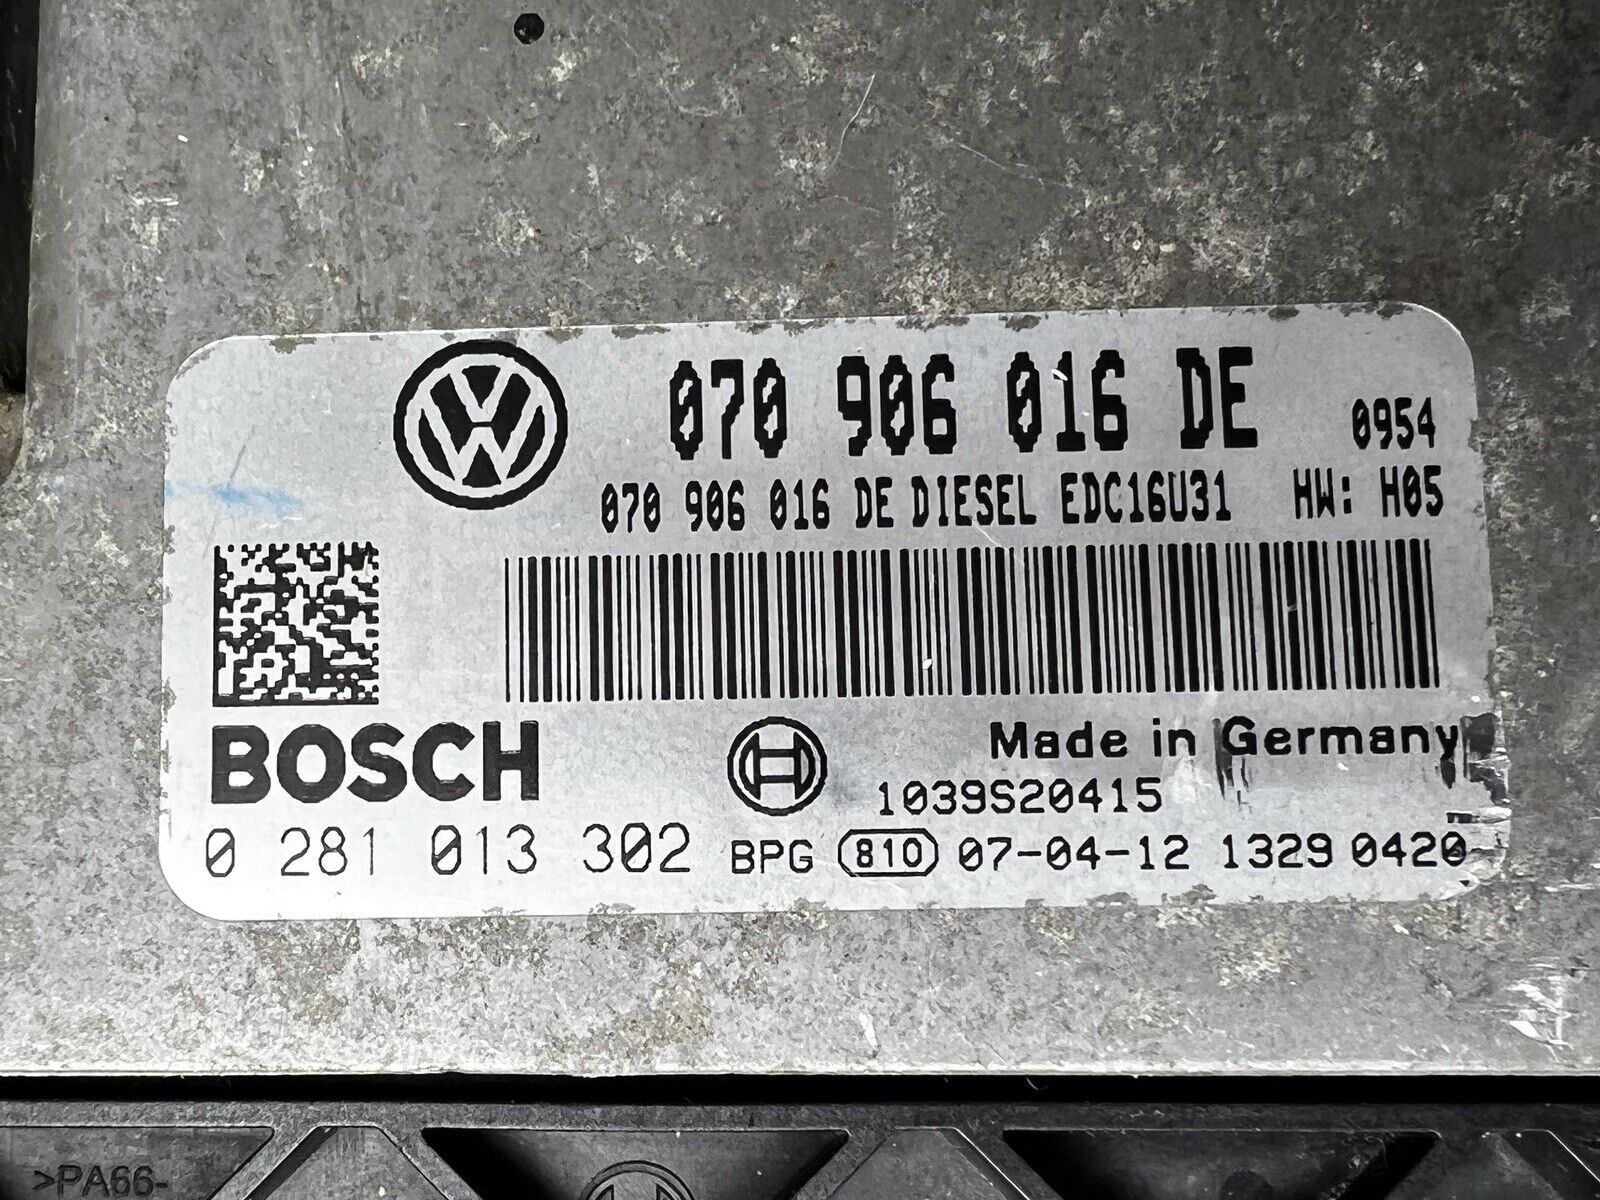 070 906 016 DE 0954
070 906 016 DE DIESEL EDC16U31 HW: H05
BOSCH Made in Germany
1039S20415
0 281 013 302 BPG 810 07-04-12 1329 0420
>PA66-